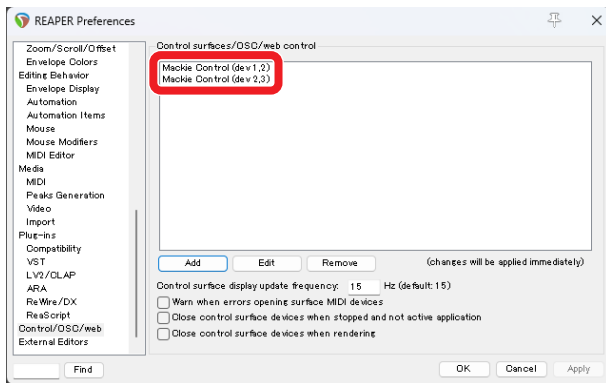 REAPER Preferences
Zoom/Scroll/Offset
Envelope Colors
Editing Behavior
Envelope Display
Automation
Automation Items
Mouse
Mouse Modifiers
MIDI Editor
Media
MIDI
Peaks Generation
Video
Import
Plug-ins
Compatibility
VST
LV2/CLAP
ARA
ReWire/DX
ReaScript
Control/OSC/web
External Editors
Find
Control surfaces/OSC/web control
Mackie Control (dev 1,2)
Mackie Control (dev 2,3)
Add Edit Remove (changes will be applied immediately)
Control surface display update frequency: 15 Hz (default: 15)
Warn when errors opening surface MIDI devices
Close control surface devices when stopped and not active application
Close control surface devices when rendering
OK Cancel Apply